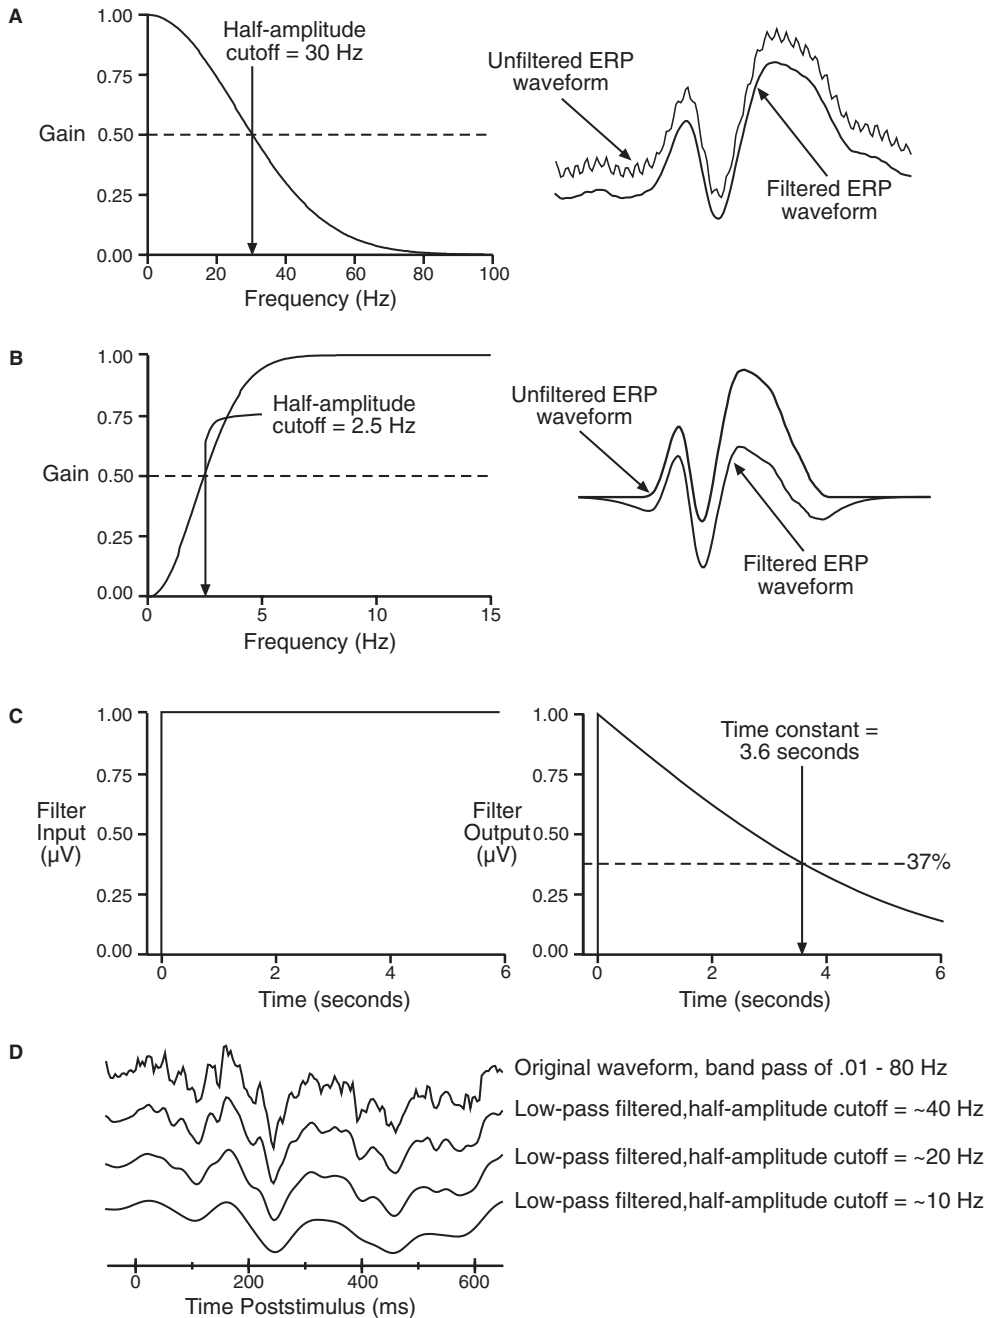 A
1.00
Half-amplitude
cutoff = 30 Hz
0.75
Gain 0.50
0.25
0.00
0 20 40 60 80 100
Frequency (Hz)
Unfiltered ERP
waveform
Filtered ERP
waveform
B
1.00
0.75
Half-amplitude
cutoff = 2.5 Hz
Gain 0.50
0.25
0.00
0 5 10 15
Frequency (Hz)
Unfiltered ERP
waveform
Filtered ERP
waveform
C
1.00
0.75
Filter
Input 0.50
(µV)
0.25
0.00
0 2 4 6
Time (seconds)
1.00
Time constant =
3.6 seconds
0.75
Filter
Output 0.50
(µV)
37%
0.25
0.00
0 2 4 6
Time (seconds)
D
Original waveform, band pass of .01 - 80 Hz
Low-pass filtered,half-amplitude cutoff = ~40 Hz
Low-pass filtered,half-amplitude cutoff = ~20 Hz
Low-pass filtered,half-amplitude cutoff = ~10 Hz
0 200 400 600
Time Poststimulus (ms)